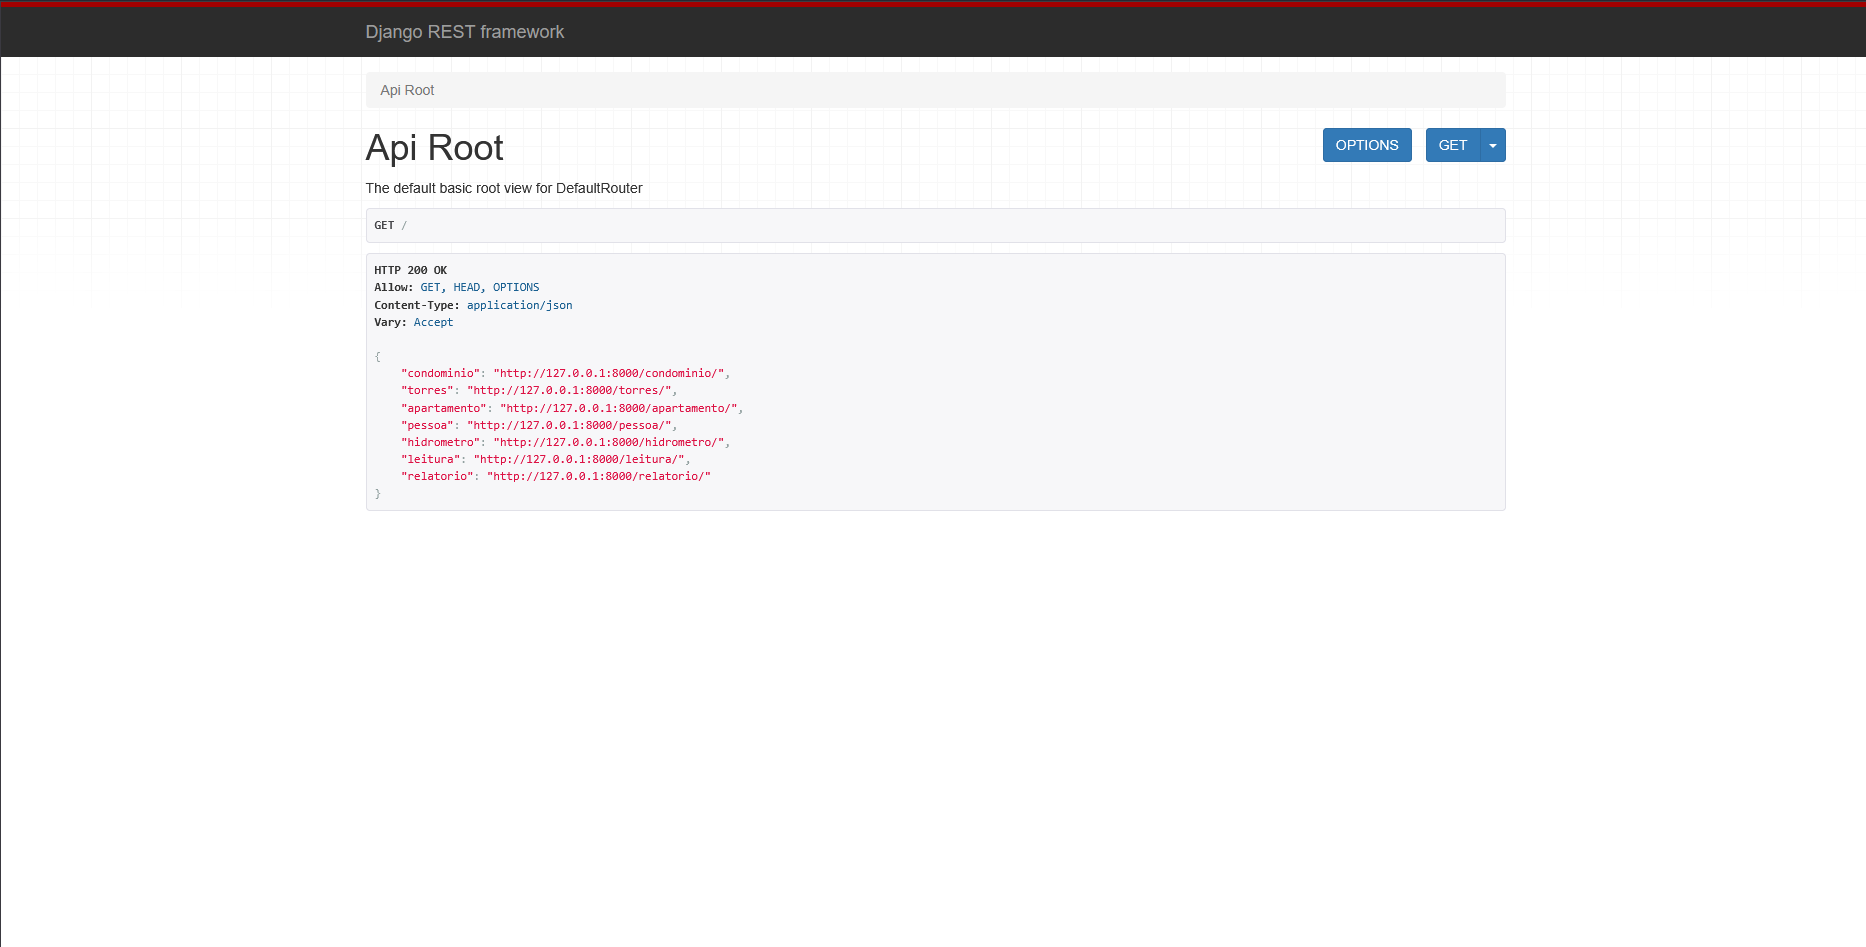 Django REST framework
Api Root
Api Root
OPTIONS
GET
The default basic root view for DefaultRouter
GET /
HTTP 200 OK
Allow: GET, HEAD, OPTIONS
Content-Type: application/json
Vary: Accept
{
    "condominio": "http://127.0.0.1:8000/condominio/",
    "torres": "http://127.0.0.1:8000/torres/",
    "apartamento": "http://127.0.0.1:8000/apartamento/",
    "pessoa": "http://127.0.0.1:8000/pessoa/",
    "hidrometro": "http://127.0.0.1:8000/hidrometro/",
    "leitura": "http://127.0.0.1:8000/leitura/",
    "relatorio": "http://127.0.0.1:8000/relatorio/"
}